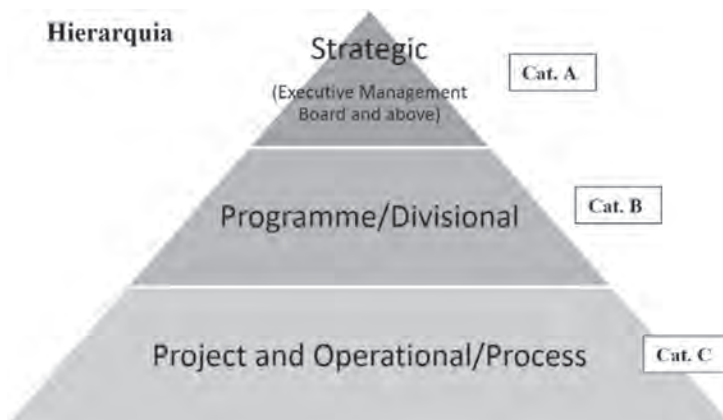 Hierarquia
Strategic
Cat. A
(Executive Management
Board and above)
Programme/Divisional
Cat. B
Project and Operational/Process
Cat. C